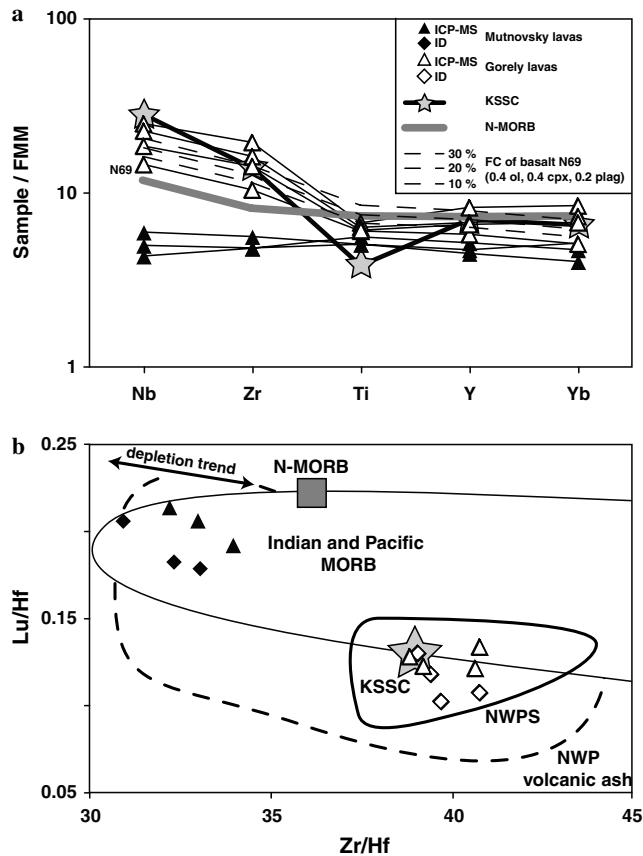 a
100
10
1
Sample / FMM
N69
ICP-MS
ID
Mutnovsky lavas
ICP-MS
ID
Gorely lavas
KSSC
N-MORB
30 %
20 %
10 %
FC of basalt N69
(0.4 ol, 0.4 cpx, 0.2 plag)
Nb Zr Ti Y Yb
b
0.25
0.15
0.05
Lu/Hf
depletion trend
N-MORB
Indian and Pacific
MORB
KSSC
NWPS
NWP
volcanic ash
30 35 40 45
Zr/Hf